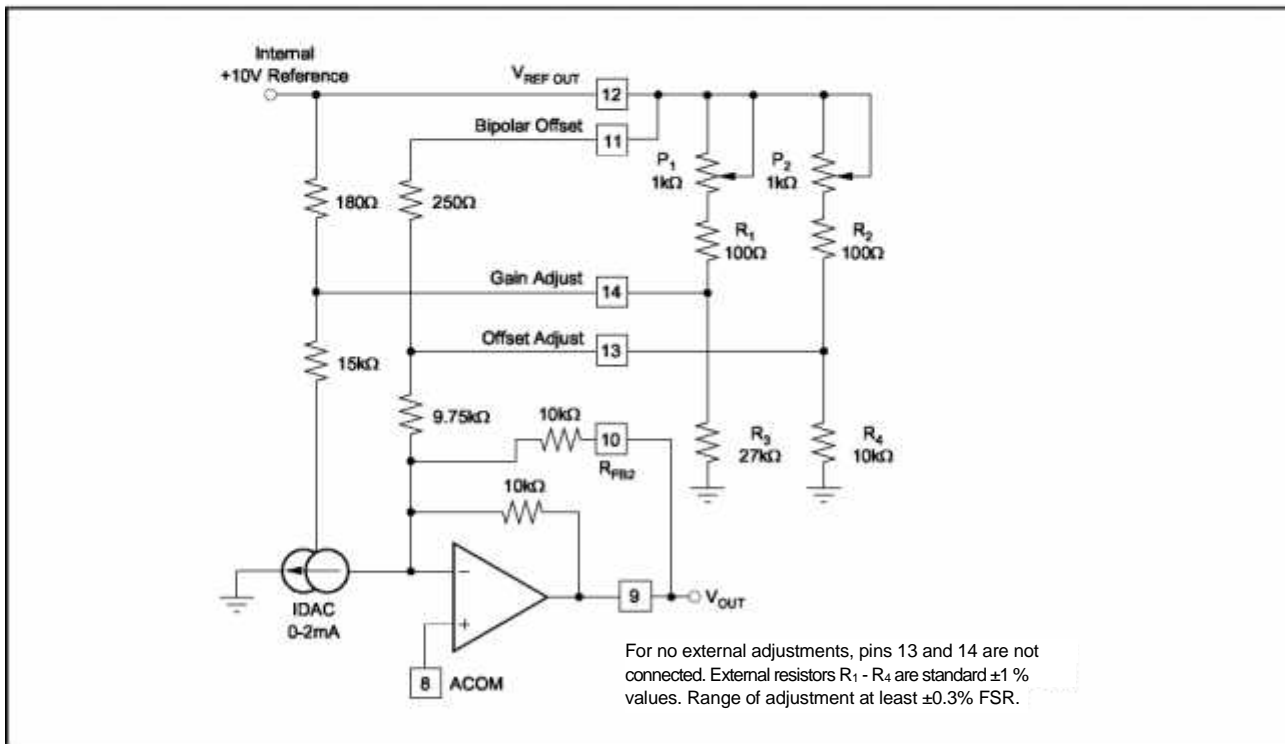 Internal
+10V Reference
V_REF OUT
12
Bipolar Offset
11
P₁
1kΩ
P₂
1kΩ
180Ω
250Ω
R₁
100Ω
R₂
100Ω
Gain Adjust
14
Offset Adjust
13
15kΩ
9.75kΩ
10kΩ
10
R_FB2
R₃
27kΩ
R₄
10kΩ
10kΩ
IDAC
0-2mA
–
+
9
V_OUT
8
ACOM
For no external adjustments, pins 13 and 14 are not
connected. External resistors R₁ - R₄ are standard ±1 %
values. Range of adjustment at least ±0.3% FSR.